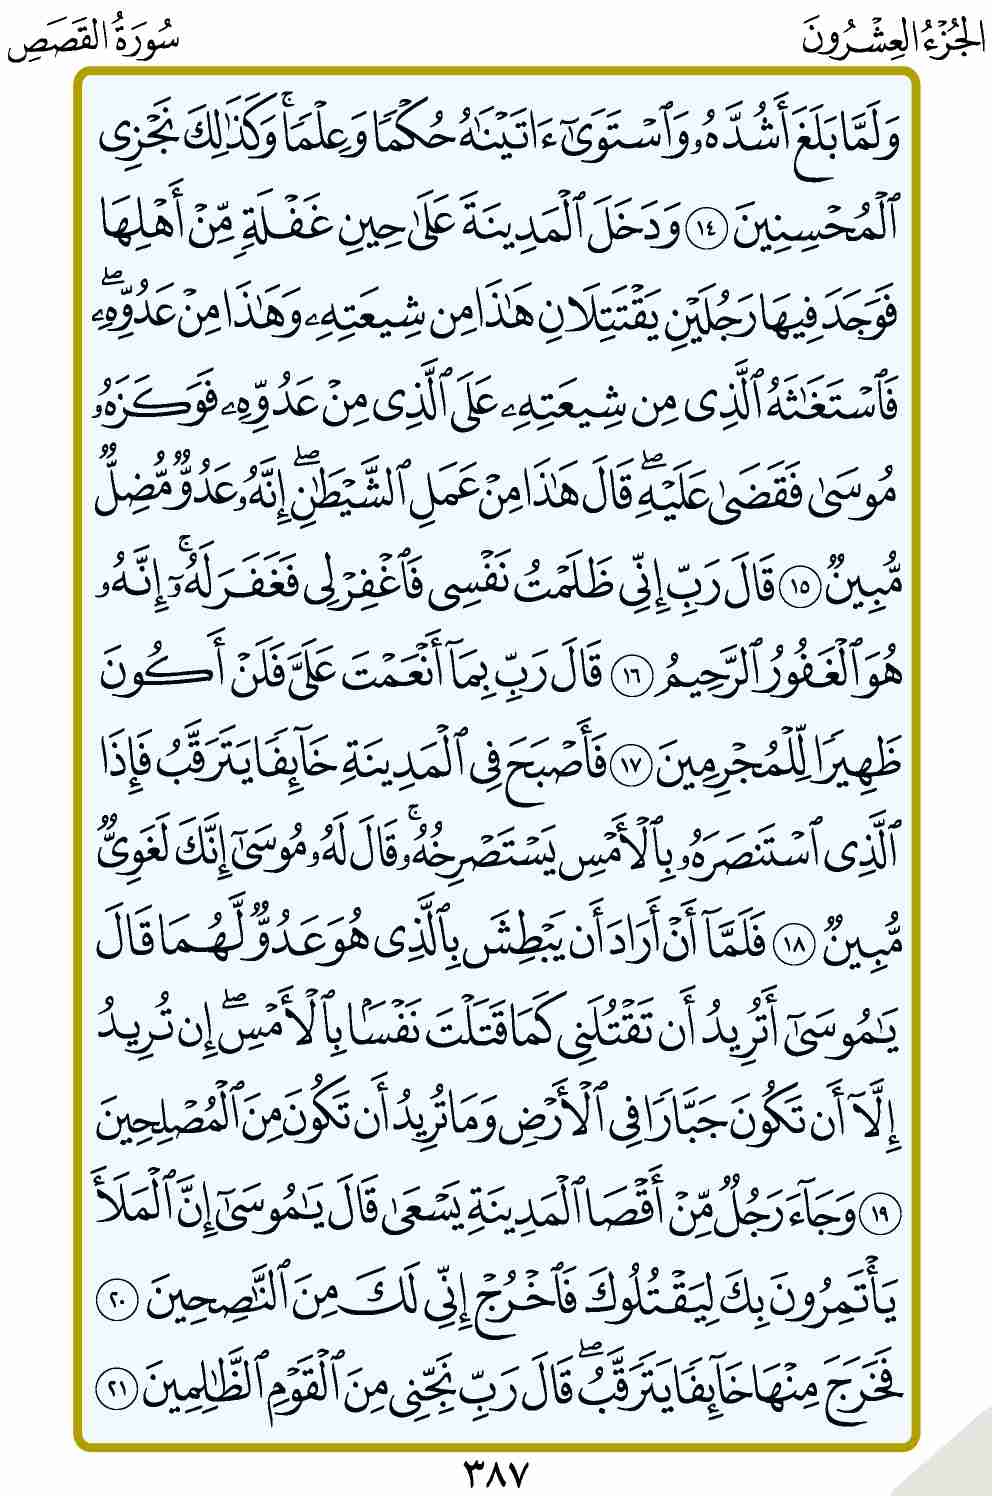 الجُزْءُ العِشْرُونَ
سُورَةُ القَصَصِ
وَلَمَّا بَلَغَ أَشُدَّهُۥ وَٱسْتَوَىٰٓ ءَاتَيْنَٰهُ حُكْمًا وَعِلْمًا ۚ وَكَذَٰلِكَ نَجْزِى
ٱلْمُحْسِنِينَ ١٤ وَدَخَلَ ٱلْمَدِينَةَ عَلَىٰ حِينِ غَفْلَةٍ مِّنْ أَهْلِهَا
فَوَجَدَ فِيهَا رَجُلَيْنِ يَقْتَتِلَانِ هَٰذَا مِن شِيعَتِهِۦ وَهَٰذَا مِنْ عَدُوِّهِۦ ۖ
فَٱسْتَغَٰثَهُ ٱلَّذِى مِن شِيعَتِهِۦ عَلَى ٱلَّذِى مِنْ عَدُوِّهِۦ فَوَكَزَهُۥ
مُوسَىٰ فَقَضَىٰ عَلَيْهِ ۖ قَالَ هَٰذَا مِنْ عَمَلِ ٱلشَّيْطَٰنِ ۖ إِنَّهُۥ عَدُوٌّ مُّضِلٌّ
مُّبِينٌ ١٥ قَالَ رَبِّ إِنِّى ظَلَمْتُ نَفْسِى فَٱغْفِرْ لِى فَغَفَرَ لَهُۥٓ ۚ إِنَّهُۥ
هُوَ ٱلْغَفُورُ ٱلرَّحِيمُ ١٦ قَالَ رَبِّ بِمَآ أَنْعَمْتَ عَلَىَّ فَلَنْ أَكُونَ
ظَهِيرًا لِّلْمُجْرِمِينَ ١٧ فَأَصْبَحَ فِى ٱلْمَدِينَةِ خَآئِفًا يَتَرَقَّبُ فَإِذَا
ٱلَّذِى ٱسْتَنصَرَهُۥ بِٱلْأَمْسِ يَسْتَصْرِخُهُۥ ۚ قَالَ لَهُۥ مُوسَىٰٓ إِنَّكَ لَغَوِىٌّ
مُّبِينٌ ١٨ فَلَمَّآ أَنْ أَرَادَ أَن يَبْطِشَ بِٱلَّذِى هُوَ عَدُوٌّ لَّهُمَا قَالَ
يَٰمُوسَىٰٓ أَتُرِيدُ أَن تَقْتُلَنِى كَمَا قَتَلْتَ نَفْسًۢا بِٱلْأَمْسِ ۖ إِن تُرِيدُ
إِلَّآ أَن تَكُونَ جَبَّارًا فِى ٱلْأَرْضِ وَمَا تُرِيدُ أَن تَكُونَ مِنَ ٱلْمُصْلِحِينَ
١٩ وَجَآءَ رَجُلٌ مِّنْ أَقْصَا ٱلْمَدِينَةِ يَسْعَىٰ قَالَ يَٰمُوسَىٰٓ إِنَّ ٱلْمَلَأَ
يَأْتَمِرُونَ بِكَ لِيَقْتُلُوكَ فَٱخْرُجْ إِنِّى لَكَ مِنَ ٱلنَّٰصِحِينَ ٢٠
فَخَرَجَ مِنْهَا خَآئِفًا يَتَرَقَّبُ ۖ قَالَ رَبِّ نَجِّنِى مِنَ ٱلْقَوْمِ ٱلظَّٰلِمِينَ ٢١
٣٨٧